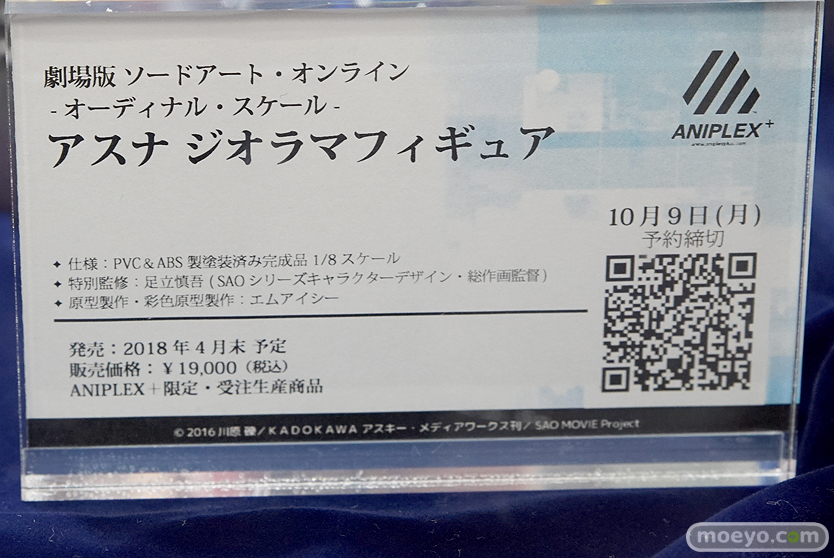 劇場版 ソードアート・オンライン
- オーディナル・スケール -
アスナ ジオラマフィギュア
ANIPLEX+
www.aniplexplus.com
10月9日(月)
予約締切
✦ 仕様：PVC＆ABS 製塗装済み完成品 1/8 スケール
✦ 特別監修：足立慎吾 ( SAO シリーズキャラクターデザイン・総作画監督 )
✦ 原型製作・彩色原型製作：エムアイシー
発売：2018 年 4 月末 予定
販売価格：￥19,000（税込）
ANIPLEX＋限定・受注生産商品
© 2016 川原 礫／ＫＡＤＯＫＡＷＡ アスキー・メディアワークス刊／ SAO MOVIE Project
moeyo.com